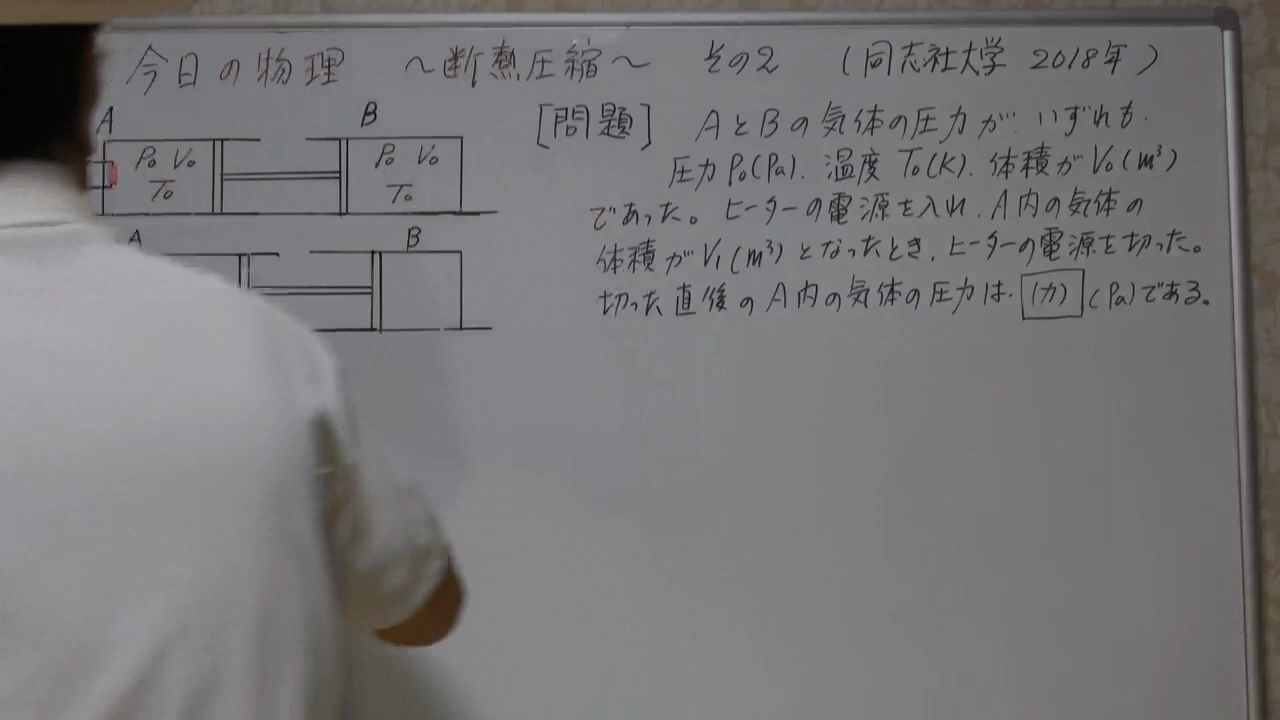 今日の物理 ～断熱圧縮～ その2 (同志社大学 2018年)
A
B
P₀ V₀
T₀
P₀ V₀
T₀
A
B
[問題] AとBの気体の圧力が、いずれも、
圧力P₀(Pa)、温度T₀(K)、体積がV₀(m³)
であった。ヒーターの電源を入れ、A内の気体の
体積がV₁(m³)となったとき、ヒーターの電源を切った。
切った直後のA内の気体の圧力は、(カ)(Pa)である。